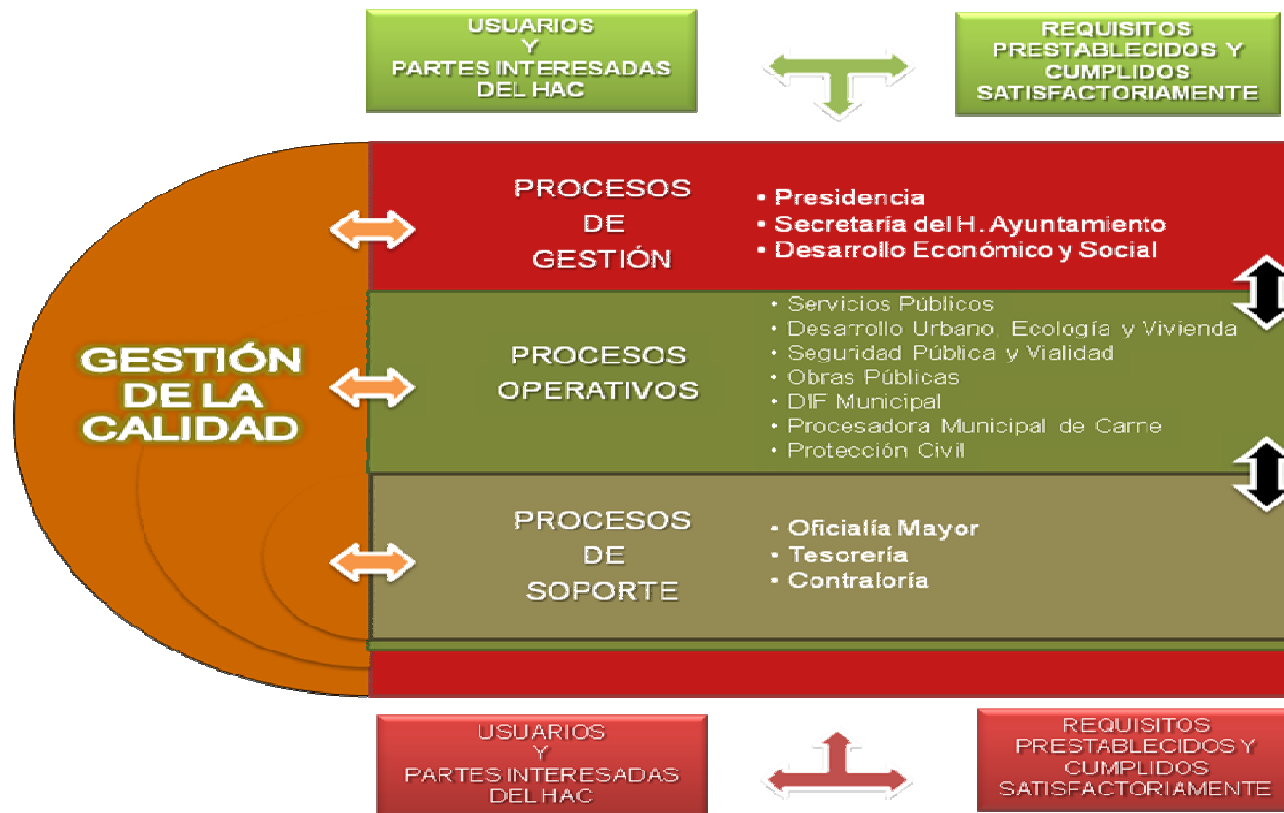 USUARIOS
Y
PARTES INTERESADAS
DEL HAC
REQUISITOS
PRESTABLECIDOS Y
CUMPLIDOS
SATISFACTORIAMENTE
GESTIÓN
DE LA
CALIDAD
PROCESOS
DE
GESTIÓN
• Presidencia
• Secretaría del H. Ayuntamiento
• Desarrollo Económico y Social
PROCESOS
OPERATIVOS
• Servicios Públicos
• Desarrollo Urbano, Ecología y Vivienda
• Seguridad Pública y Vialidad
• Obras Públicas
• DIF Municipal
• Procesadora Municipal de Carne
• Protección Civil
PROCESOS
DE
SOPORTE
• Oficialía Mayor
• Tesorería
• Contraloría
USUARIOS
Y
PARTES INTERESADAS
DEL HAC
REQUISITOS
PRESTABLECIDOS Y
CUMPLIDOS
SATISFACTORIAMENTE